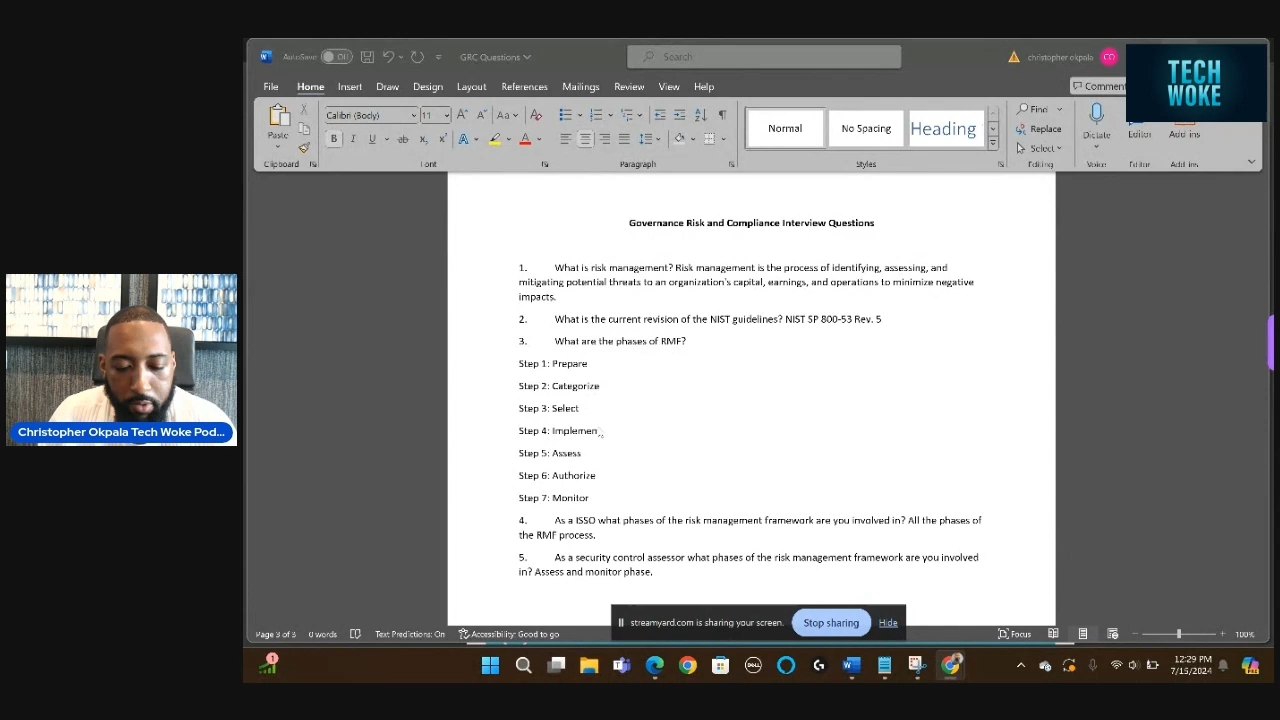 AutoSave
Off
GRC Questions
Search
christopher okpala
CO
TECH
WOKE
File
Home
Insert
Draw
Design
Layout
References
Mailings
Review
View
Help
Comment
Paste
Calibri (Body)
11
Normal
No Spacing
Heading
Find
Replace
Select
Dictate
Editor
Add-ins
Clipboard
Font
Paragraph
Styles
Editing
Voice
Editor
Add-ins
Governance Risk and Compliance Interview Questions
1. What is risk management? Risk management is the process of identifying, assessing, and
mitigating potential threats to an organization's capital, earnings, and operations to minimize negative
impacts.
2. What is the current revision of the NIST guidelines? NIST SP 800-53 Rev. 5
3. What are the phases of RMF?
Step 1: Prepare
Step 2: Categorize
Step 3: Select
Step 4: Implemen
Step 5: Assess
Step 6: Authorize
Step 7: Monitor
4. As a ISSO what phases of the risk management framework are you involved in? All the phases of
the RMF process.
5. As a security control assessor what phases of the risk management framework are you involved
in? Assess and monitor phase.
Christopher Okpala Tech Woke Pod...
streamyard.com is sharing your screen.
Stop sharing
Hide
Page 3 of 3
0 words
Text Predictions: On
Accessibility: Good to go
Focus
100%
1
DELL
12:29 PM
7/15/2024